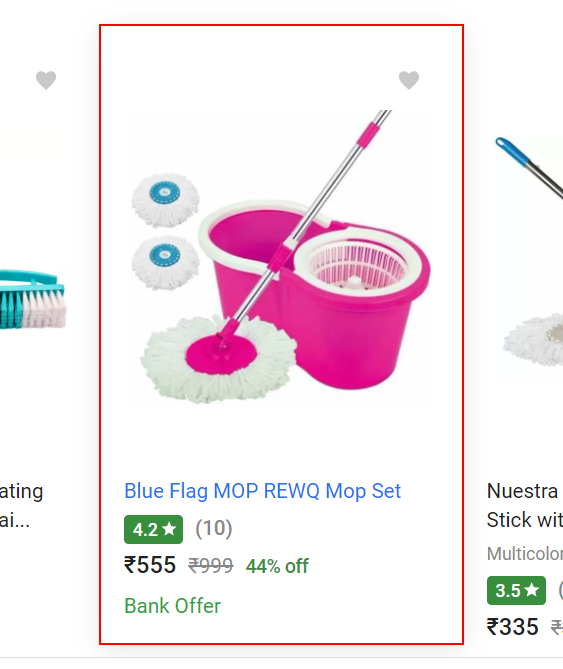 Blue Flag MOP REWQ Mop Set
4.2★ (10)
₹555 ₹999 44% off
Bank Offer
ating
ai...
Nuestra
Stick wit
Multicolor
3.5★ (
₹335 ₹